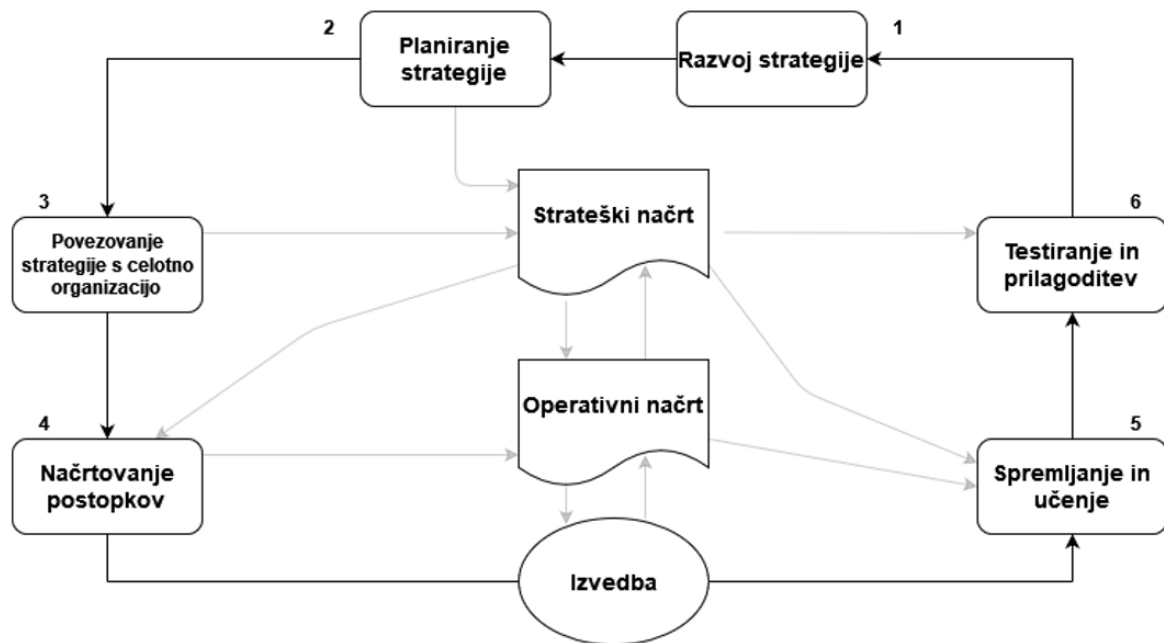 2
Planiranje
strategije
1
Razvoj strategije
3
Povezovanje
strategije s celotno
organizacijo
Strateški načrt
6
Testiranje in
prilagoditev
4
Načrtovanje
postopkov
Operativni načrt
5
Spremljanje in
učenje
Izvedba